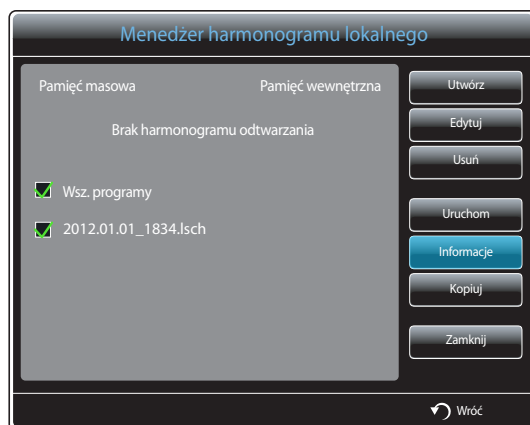 Menedżer harmonogramu lokalnego
Pamięć masowa Pamięć wewnętrzna
Brak harmonogramu odtwarzania
Wsz. programy
2012.01.01_1834.lsch
Utwórz
Edytuj
Usuń
Uruchom
Informacje
Kopiuj
Zamknij
Wróć